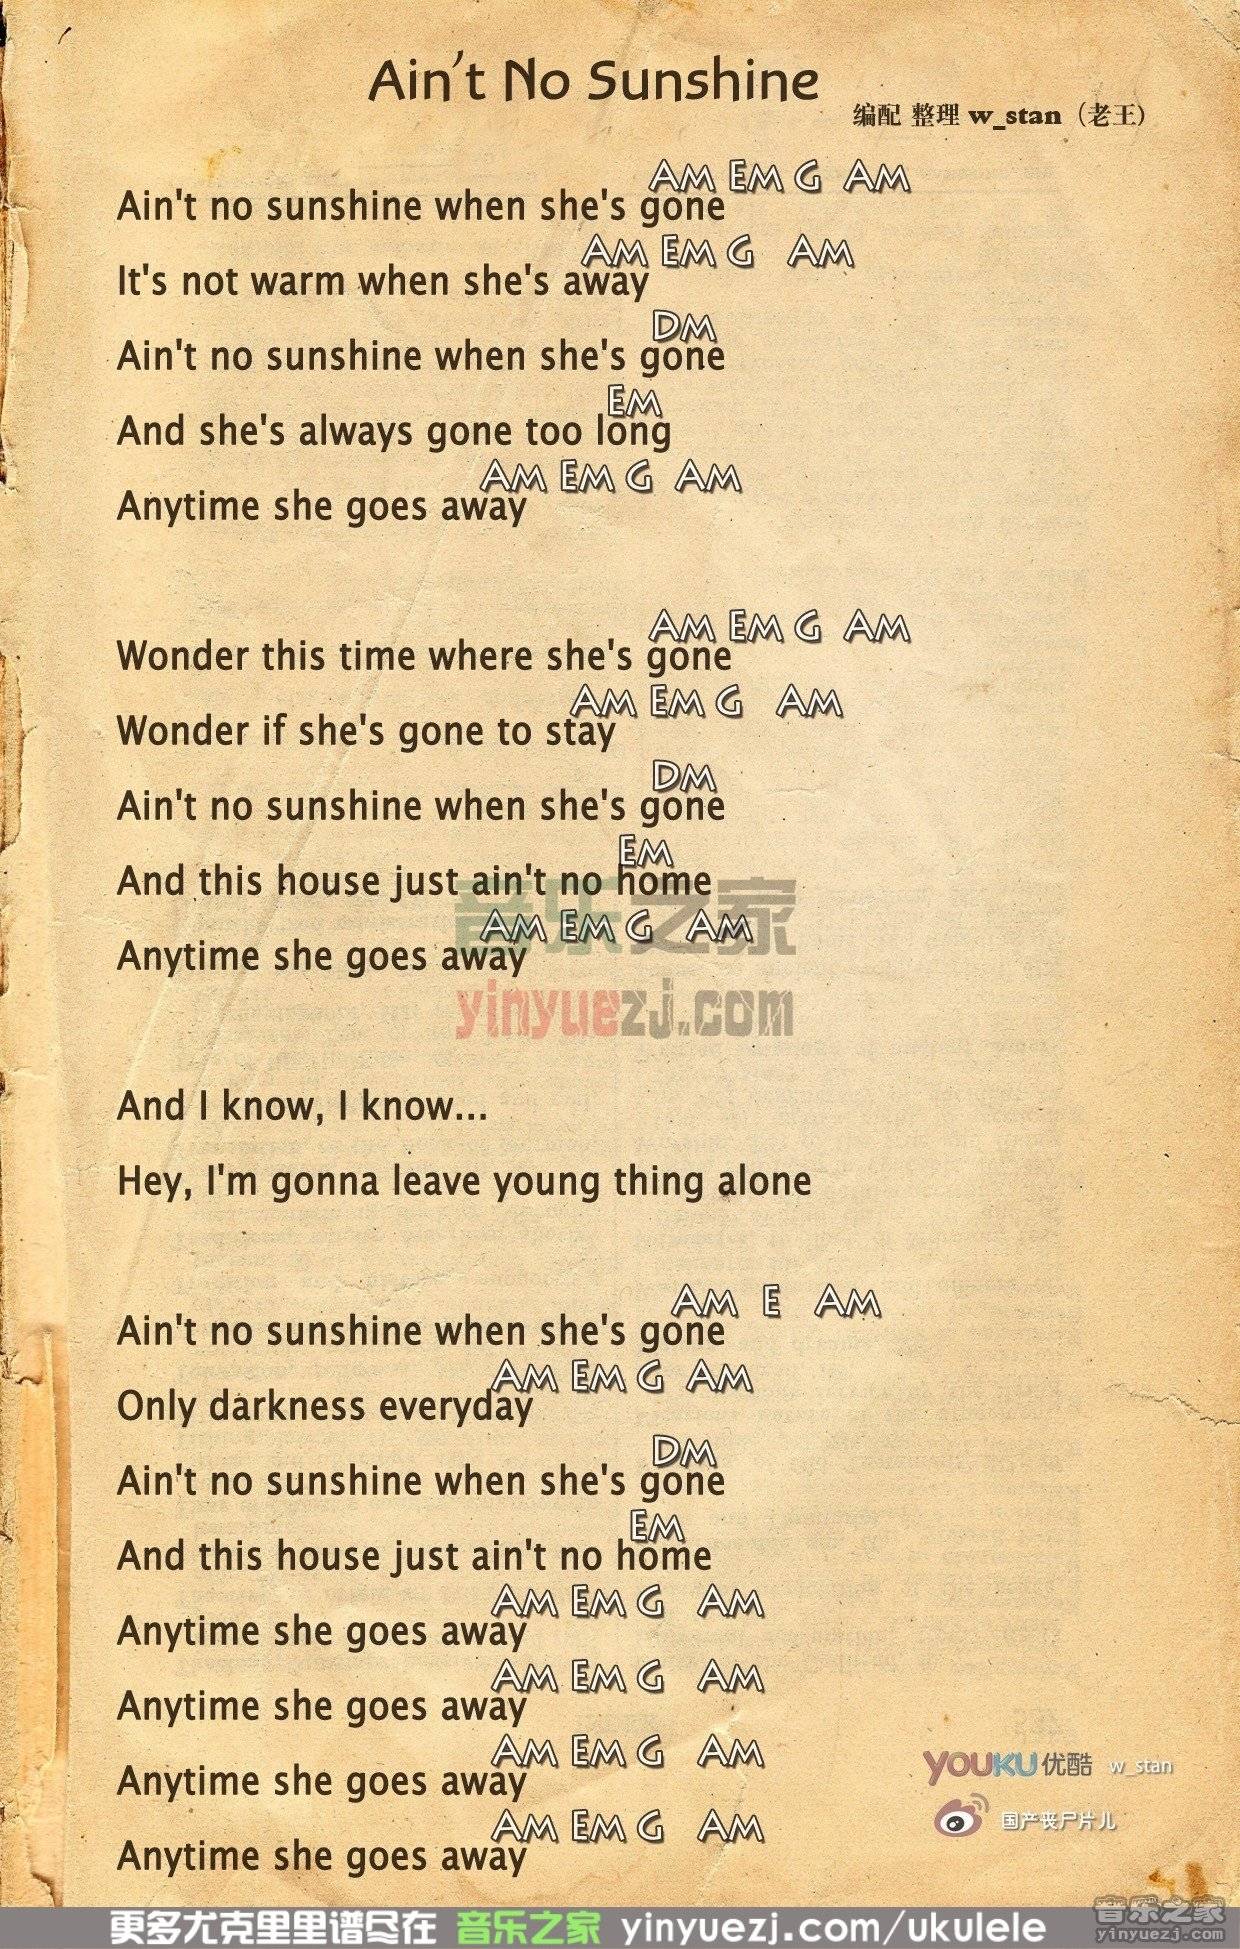 Ain't No Sunshine
编配 整理 w_stan（老王）
Am Em G Am
Ain't no sunshine when she's gone
Am Em G Am
It's not warm when she's away
Dm
Ain't no sunshine when she's gone
Em
And she's always gone too long
Am Em G Am
Anytime she goes away
Am Em G Am
Wonder this time where she's gone
Am Em G Am
Wonder if she's gone to stay
Dm
Ain't no sunshine when she's gone
Em
And this house just ain't no home
Am Em G Am
Anytime she goes away
音乐之家
yinyuezj.com
And I know, I know...
Hey, I'm gonna leave young thing alone
Am E Am
Ain't no sunshine when she's gone
Am Em G Am
Only darkness everyday
Dm
Ain't no sunshine when she's gone
Em
And this house just ain't no home
Am Em G Am
Anytime she goes away
Am Em G Am
Anytime she goes away
Am Em G Am
Anytime she goes away
Am Em G Am
Anytime she goes away
YOUKU优酷 w_stan
国产丧尸片儿
更多尤克里里谱尽在 音乐之家 yinyuezj.com/ukulele
音乐之家
yinyuezj.com